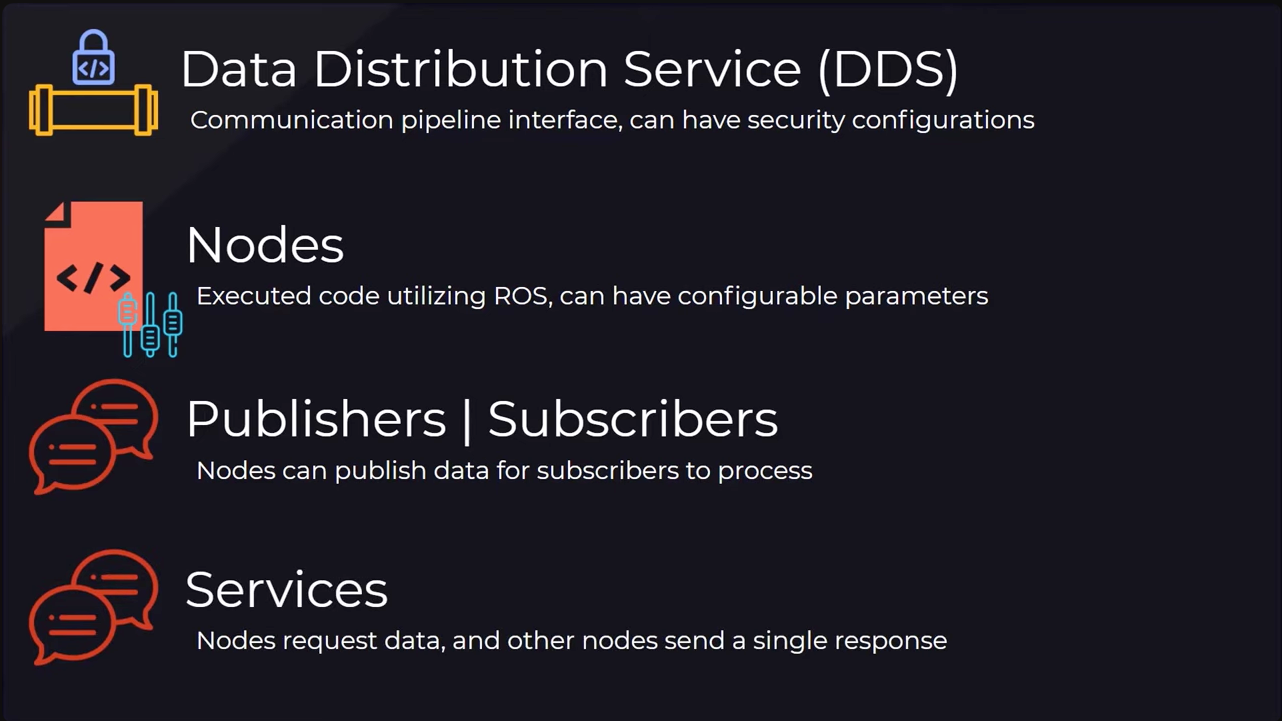 </>
Data Distribution Service (DDS)
Communication pipeline interface, can have security configurations
</>
Nodes
Executed code utilizing ROS, can have configurable parameters
Publishers | Subscribers
Nodes can publish data for subscribers to process
Services
Nodes request data, and other nodes send a single response